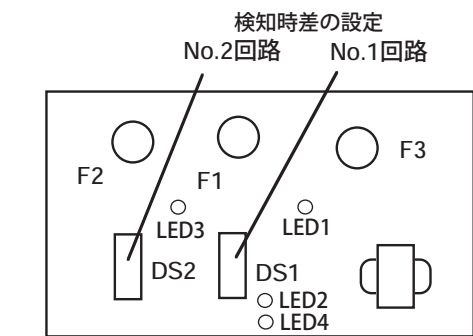 検知時差の設定
No.2回路 No.1回路
F2 F1 F3
LED3 LED1
DS2 DS1
LED2
LED4